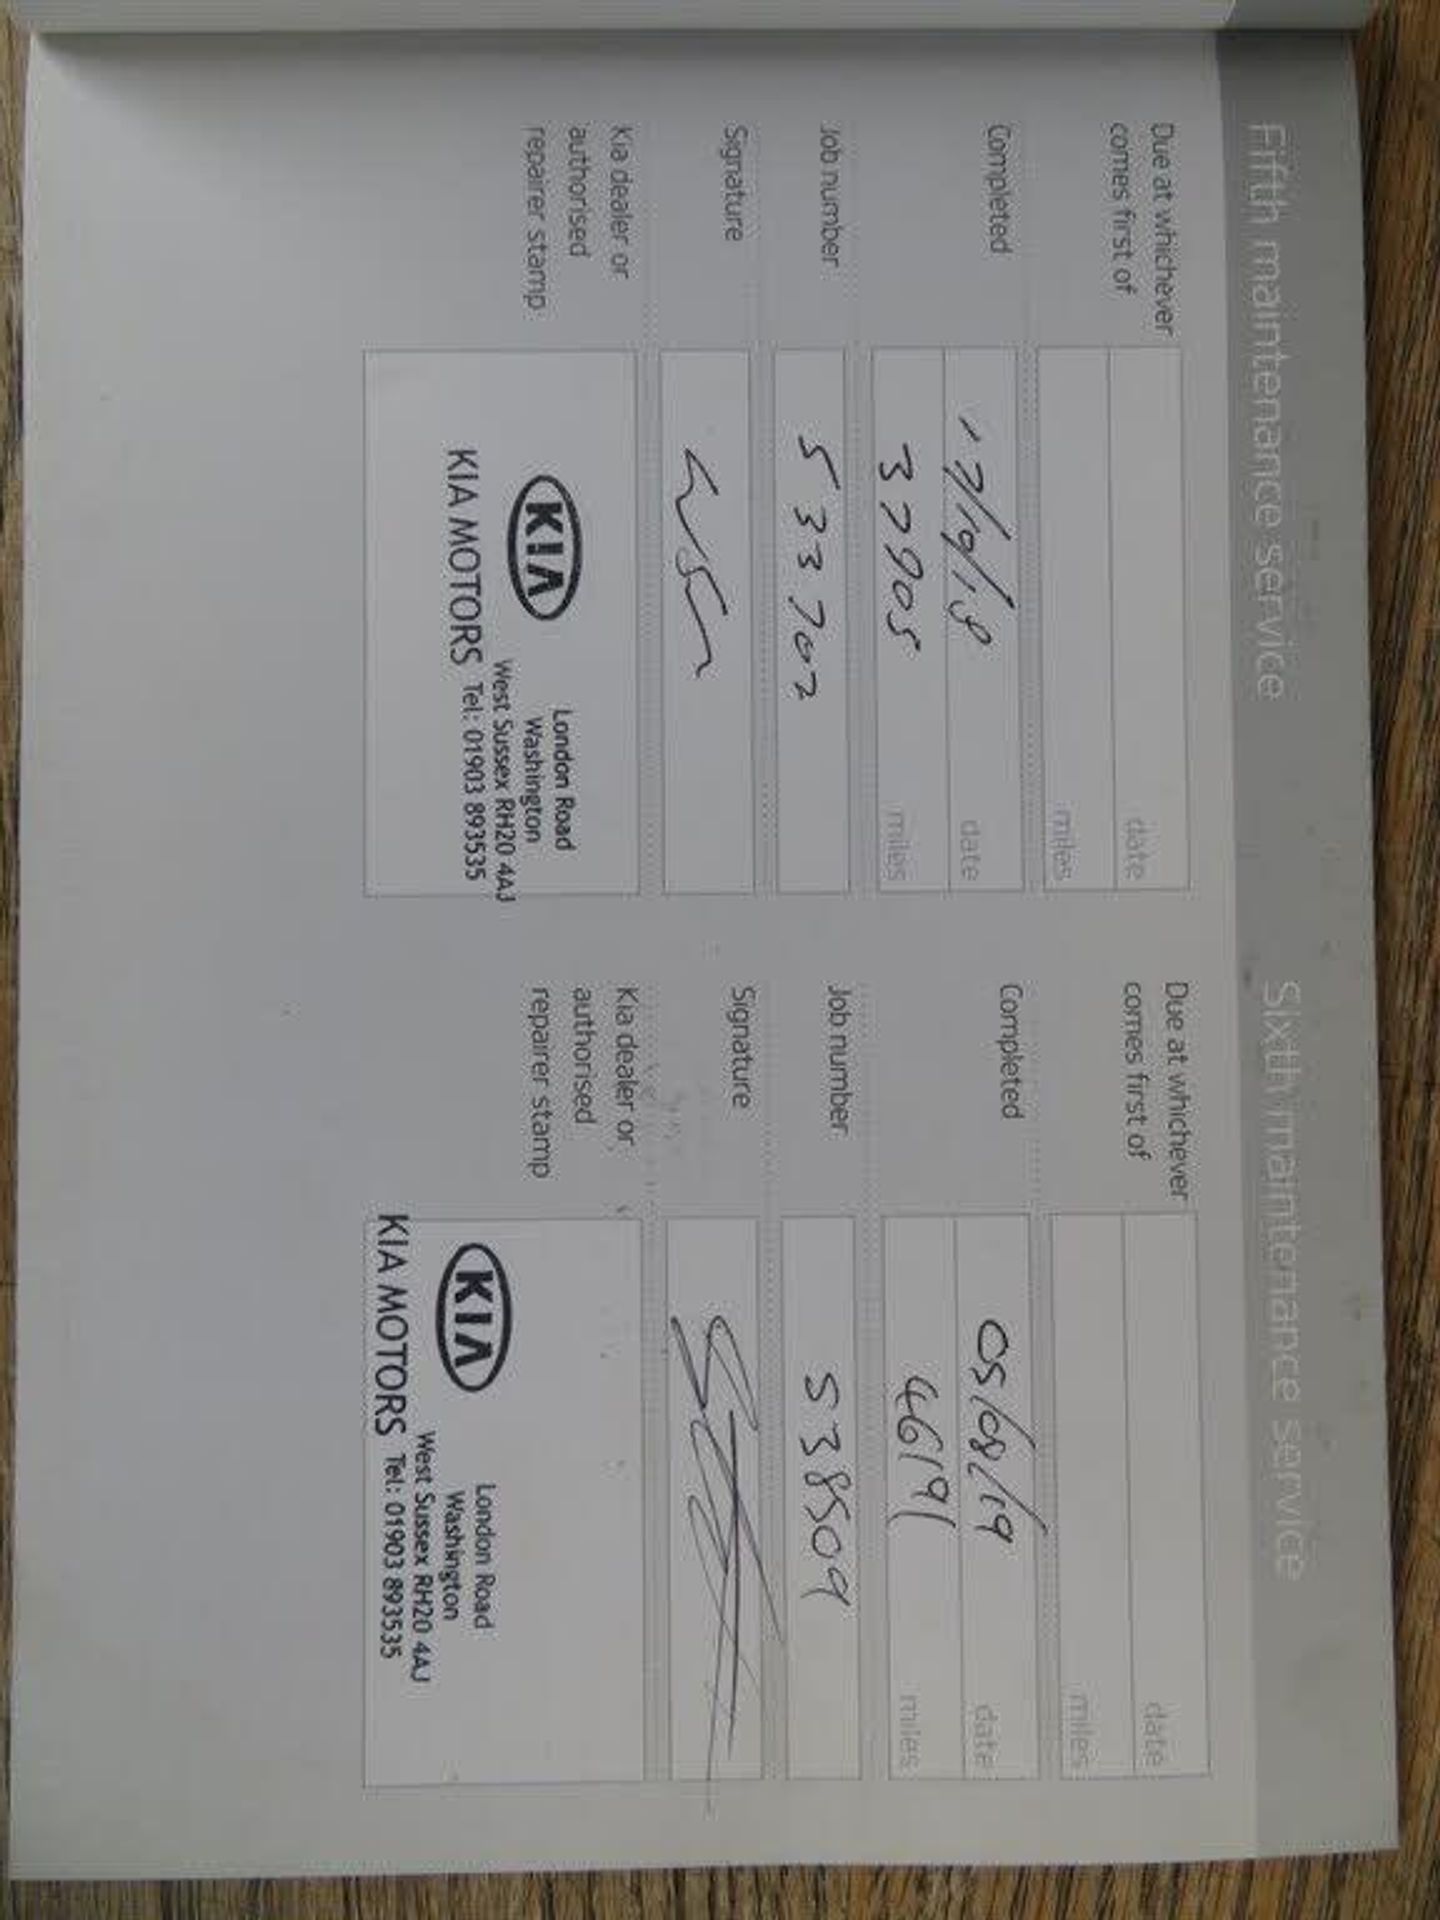 Fifth maintenance service
Due at whichever
comes first of
date
miles
Completed
17/10/18
date
37905
miles
Job number
533702
Signature
Kia dealer or
authorised
repairer stamp
KIA
London Road
Washington
West Sussex RH20 4AJ
KIA MOTORS Tel: 01903 893535
Sixth maintenance service
Due at whichever
comes first of
date
miles
Completed
05/08/19
date
46191
miles
Job number
538509
Signature
Kia dealer or
authorised
repairer stamp
KIA
London Road
Washington
West Sussex RH20 4AJ
KIA MOTORS Tel: 01903 893535